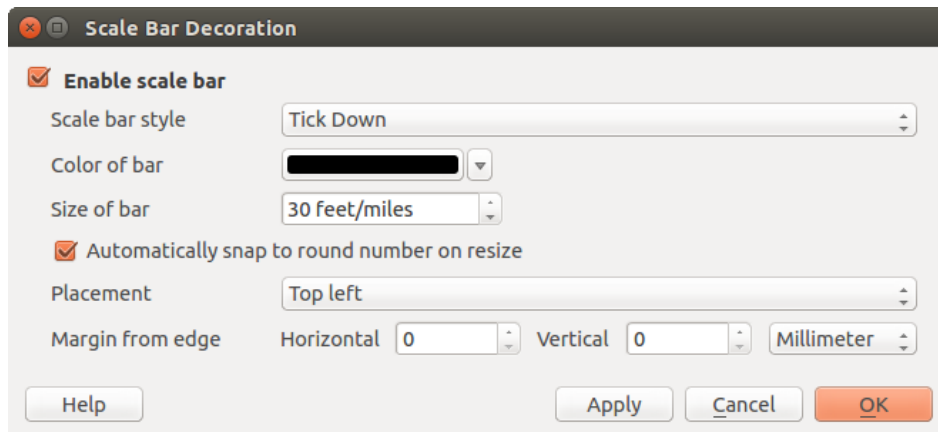 Scale Bar Decoration
Enable scale bar
Scale bar style Tick Down
Color of bar
Size of bar 30 feet/miles
Automatically snap to round number on resize
Placement Top left
Margin from edge Horizontal 0 Vertical 0 Millimeter
Help Apply Cancel OK